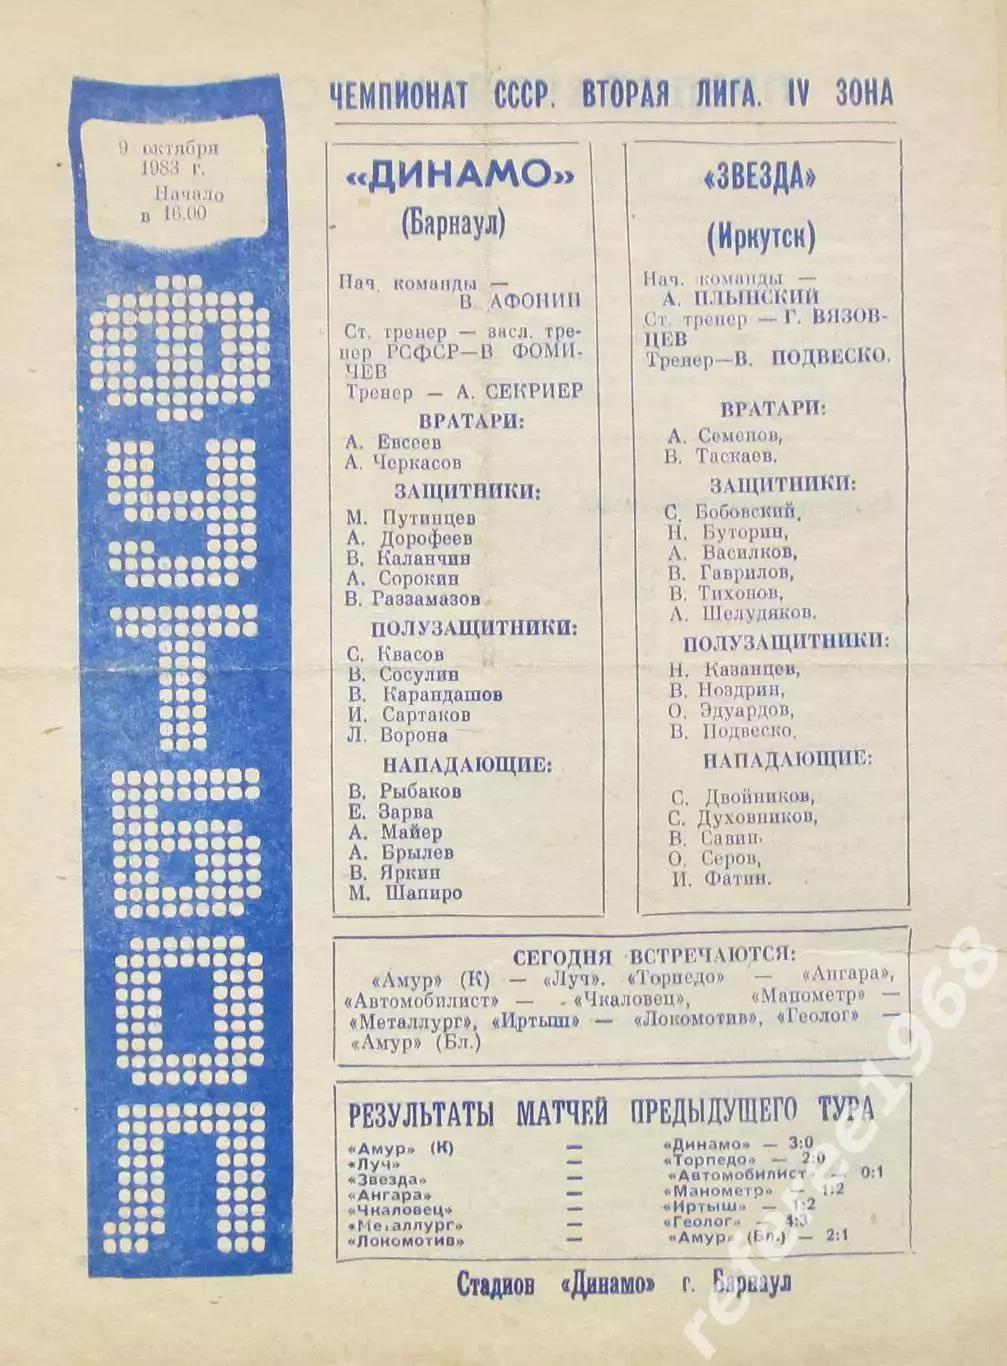 ЧЕМПИОНАТ СССР. ВТОРАЯ ЛИГА. IV ЗОНА
9 октября
1983 г.
Начало
в 16.00
ФУТБОЛ
«ДИНАМО»
(Барнаул)
Нач. команды —
В. АФОНИН
Ст. тренер — засл. тре-
нер РСФСР—В. ФОМИ-
ЧЕВ
Тренер — А. СЕКРИЕР
ВРАТАРИ:
А. Евсеев
А. Черкасов
ЗАЩИТНИКИ:
М. Путинцев
А. Дорофеев
В. Каланчин
А. Сорокин
В. Раззамазов
ПОЛУЗАЩИТНИКИ:
С. Квасов
В. Сосулин
В. Карандашов
И. Сартаков
Л. Ворона
НАПАДАЮЩИЕ:
В. Рыбаков
Е. Зарва
А. Майер
А. Брылев
В. Яркин
М. Шапиро
«ЗВЕЗДА»
(Иркутск)
Нач. команды —
А. ПЛЫНСКИЙ
Ст. тренер — Г. ВЯЗОВ-
ЦЕВ
Тренер—В. ПОДВЕСКО.
ВРАТАРИ:
А. Семенов,
В. Таскаев.
ЗАЩИТНИКИ:
С. Бобовский,
Н. Буторин,
А. Василков,
В. Гаврилов,
В. Тихонов,
А. Шелудяков.
ПОЛУЗАЩИТНИКИ:
Н. Казанцев,
В. Ноздрин,
О. Эдуардов,
В. Подвеско.
НАПАДАЮЩИЕ:
С. Двойников,
С. Духовников,
В. Савин.
О. Серов,
И. Фатин.
СЕГОДНЯ ВСТРЕЧАЮТСЯ:
«Амур» (К) — «Луч». «Торпедо» — «Ангара»,
«Автомобилист» — «Чкаловец», «Манометр» —
«Металлург», «Иртыш» — «Локомотив», «Геолог» —
«Амур» (Бл.)
РЕЗУЛЬТАТЫ МАТЧЕЙ ПРЕДЫДУЩЕГО ТУРА
«Амур» (К) — «Динамо» — 3:0
«Луч» — «Торпедо» — 2:0
«Звезда» — «Автомобилист» — 0:1
«Ангара» — «Манометр» — 1:2
«Чкаловец» — «Иртыш» — 1:2
«Металлург» — «Геолог» — 4:3
«Локомотив» — «Амур» (Бл.) — 2:1
Стадиов «Динамо» г. Барнаул
referee1968